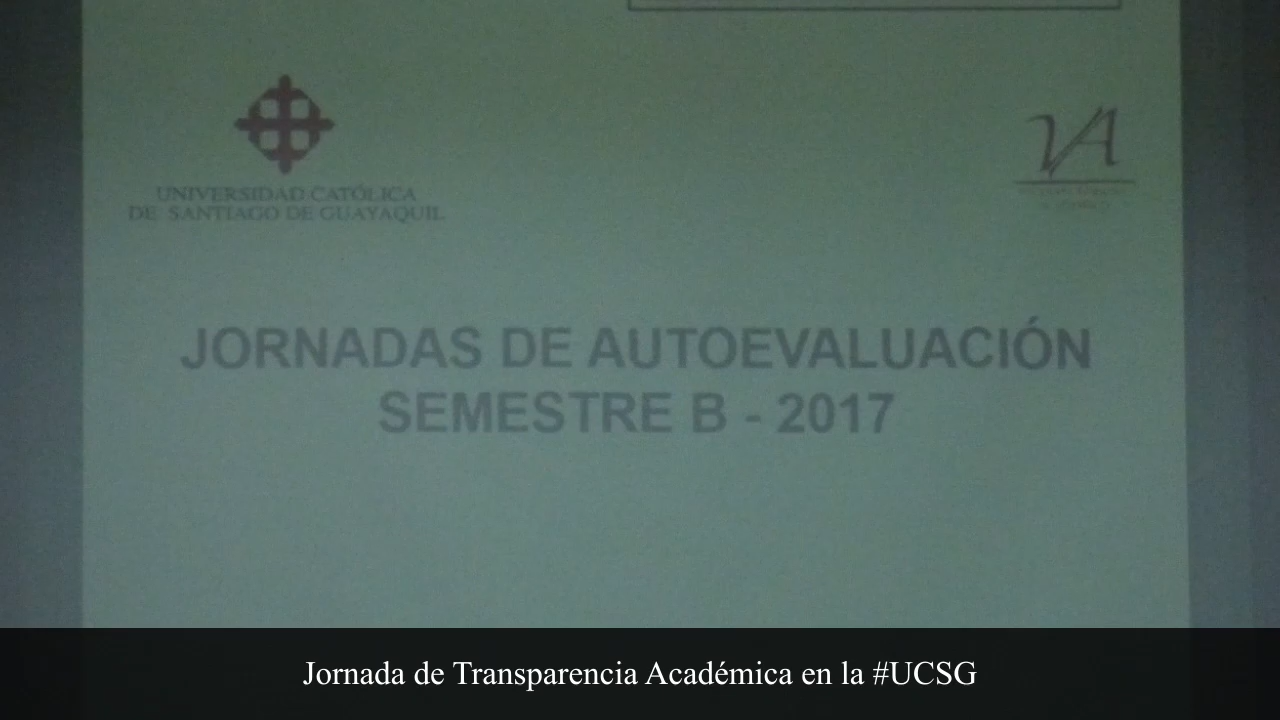 UNIVERSIDAD CATÓLICA
DE SANTIAGO DE GUAYAQUIL
VA
JORNADAS DE AUTOEVALUACIÓN
SEMESTRE B - 2017
Jornada de Transparencia Académica en la #UCSG